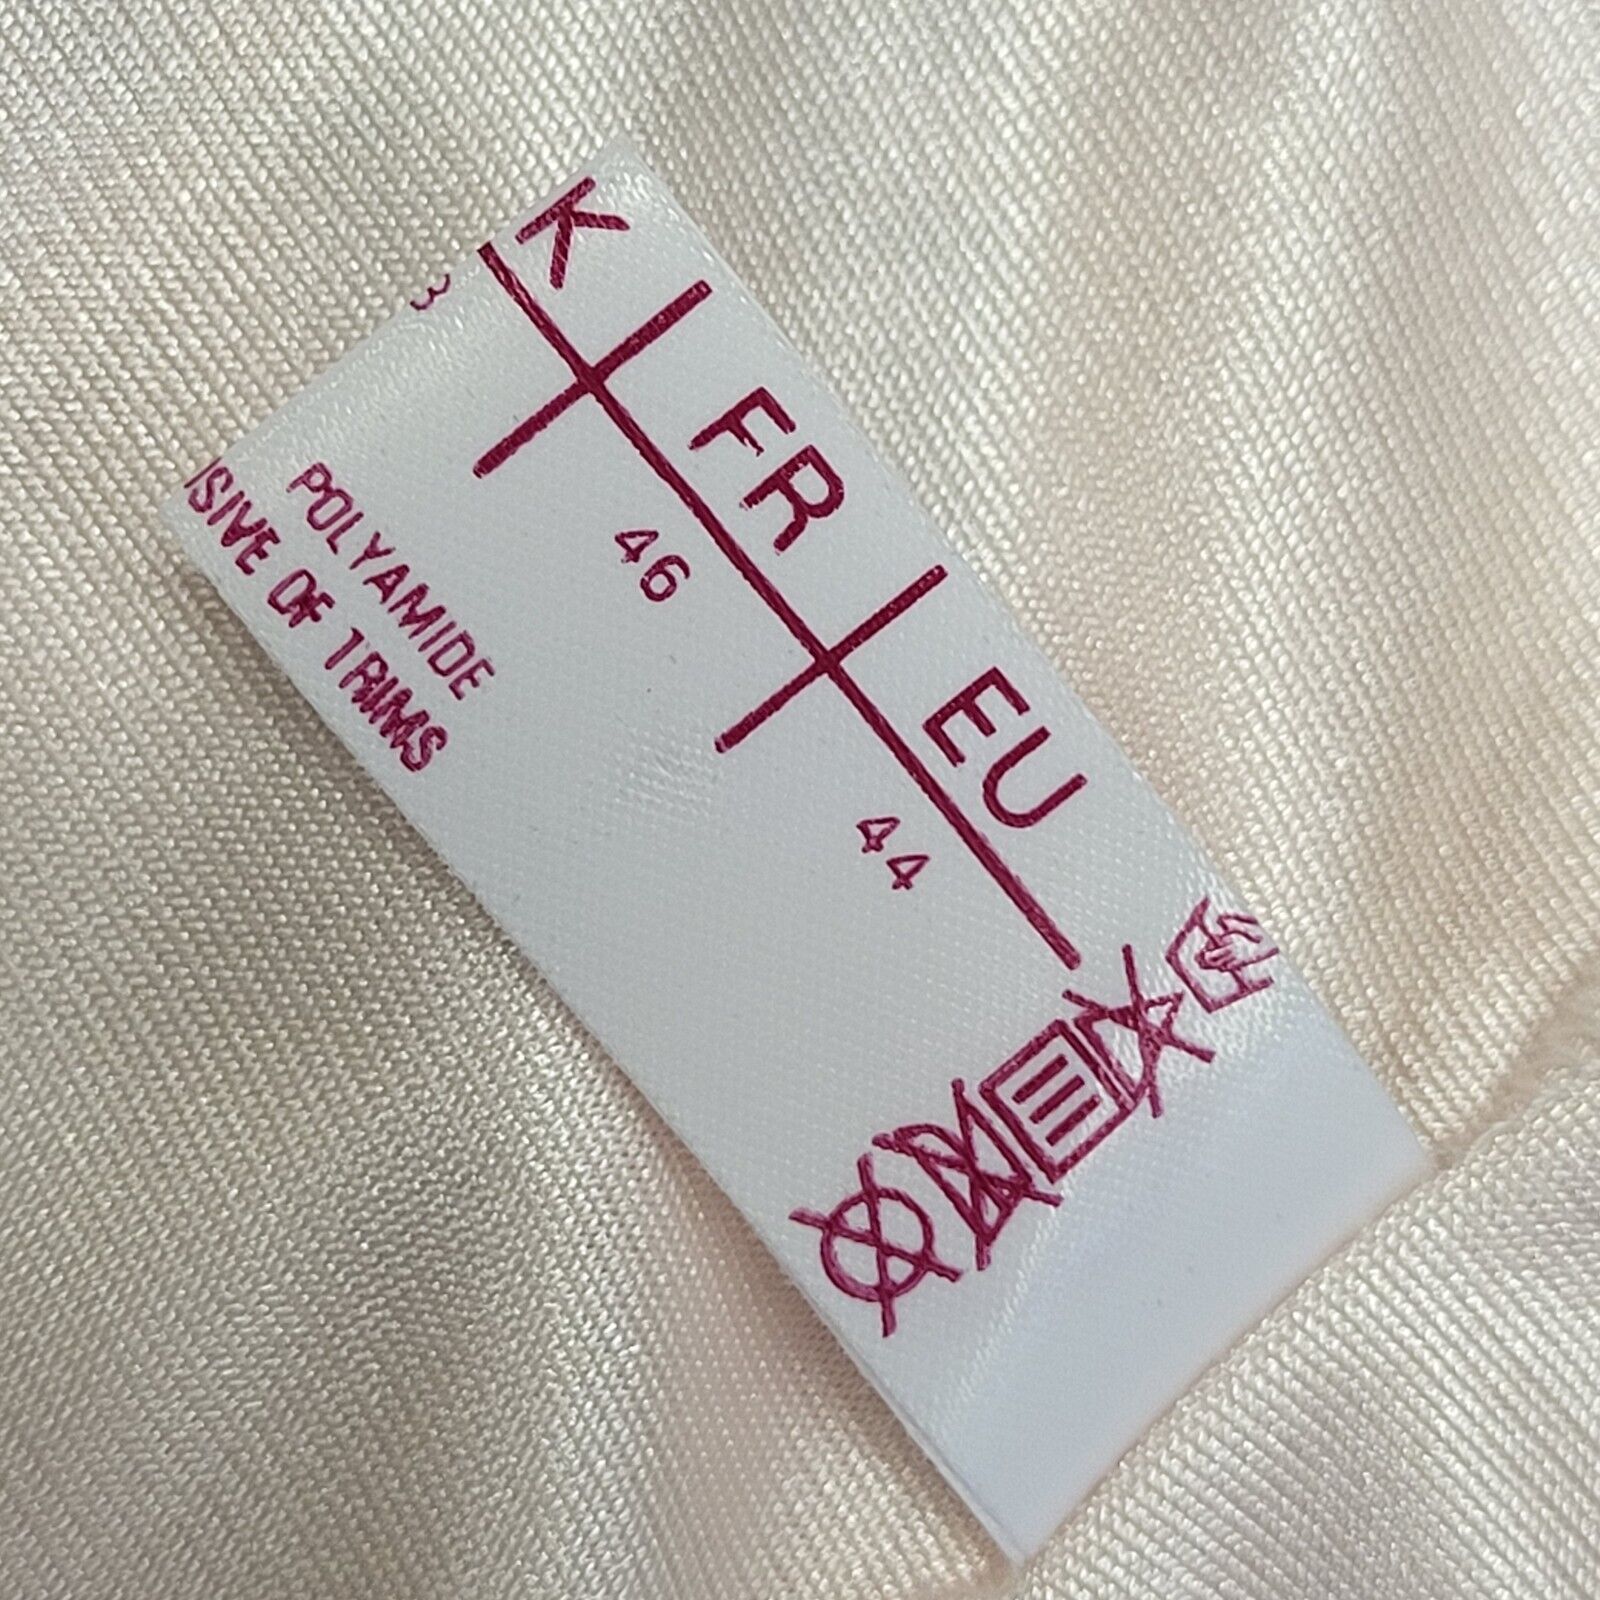 K FR EU
3 46 44
POLYAMIDE
ISIVE OF TRIMS